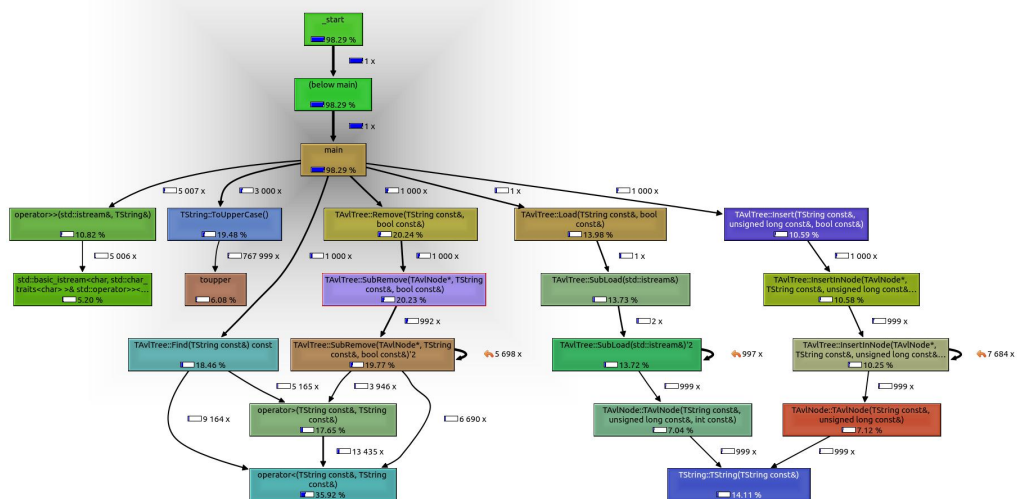 _start
98.29 %
1 x
(below main)
98.29 %
1 x
main
98.29 %
5 007 x
3 000 x
1 000 x
1 x
1 000 x
operator>>(std::istream&, TString&)
10.82 %
TString::ToUpperCase()
19.48 %
TAvlTree::Remove(TString const&,
bool const&)
20.24 %
TAvlTree::Load(TString const&, bool
const&)
13.98 %
TAvlTree::Insert(TString const&,
unsigned long const&, bool const&)
10.59 %
5 006 x
767 999 x
1 000 x
1 000 x
1 x
1 000 x
std::basic_istream<char, std::char_
traits<char> >& std::operator>><...
5.20 %
toupper
6.08 %
TAvlTree::SubRemove(TAvlNode*, TString
const&, bool const&)
20.23 %
TAvlTree::SubLoad(std::istream&)
13.73 %
TAvlTree::InsertInNode(TAvlNode*,
TString const&, unsigned long const&...
10.58 %
992 x
2 x
999 x
TAvlTree::Find(TString const&) const
18.46 %
TAvlTree::SubRemove(TAvlNode*, TString
const&, bool const&)'2
19.77 %
5 698 x
TAvlTree::SubLoad(std::istream&)'2
13.72 %
997 x
TAvlTree::InsertInNode(TAvlNode*,
TString const&, unsigned long const&...
10.25 %
7 684 x
5 165 x
3 946 x
999 x
999 x
9 164 x
operator>(TString const&, TString
const&)
17.65 %
6 690 x
TAvlNode::TAvlNode(TString const&,
unsigned long const&, int const&)
7.04 %
TAvlNode::TAvlNode(TString const&,
unsigned long const&)
7.12 %
13 435 x
999 x
999 x
operator<(TString const&, TString
const&)
35.92 %
TString::TString(TString const&)
14.11 %